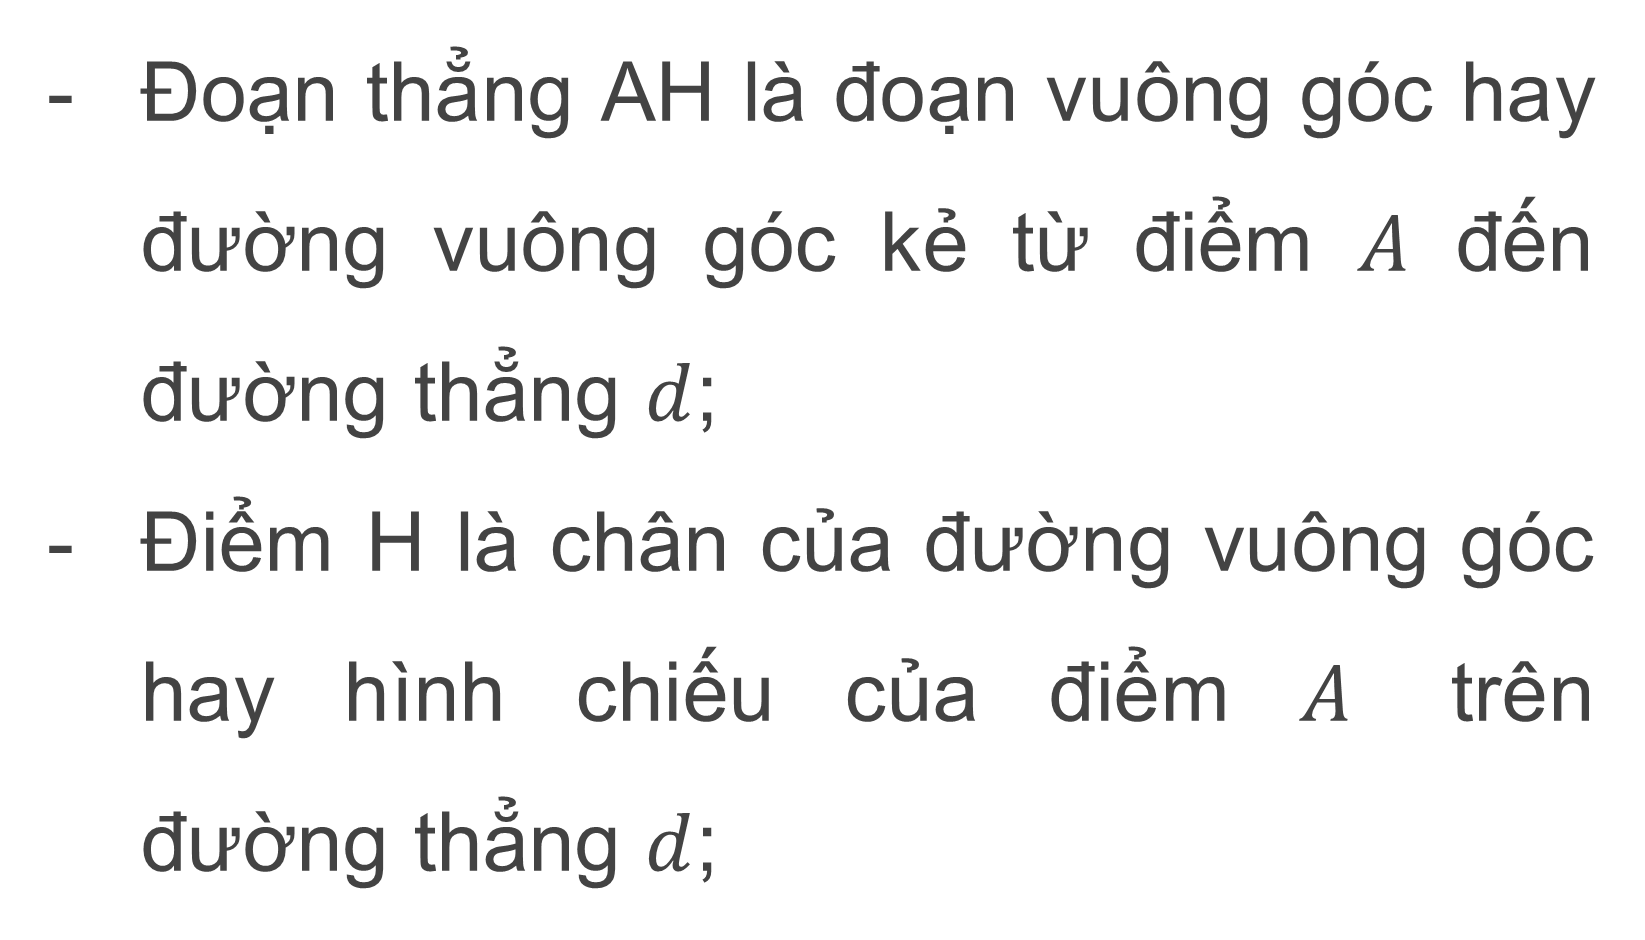 - Đoạn thẳng AH là đoạn vuông góc hay
đường vuông góc kẻ từ điểm A đến
đường thẳng d;
- Điểm H là chân của đường vuông góc
hay hình chiếu của điểm A trên
đường thẳng d;